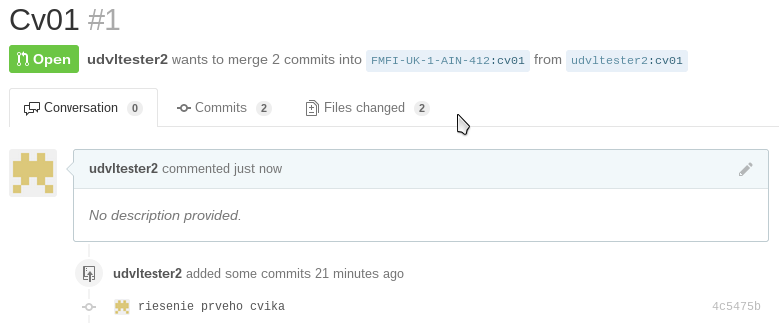 Cv01 #1
Open udvltester2 wants to merge 2 commits into FMFI-UK-1-AIN-412:cv01 from udvltester2:cv01
Conversation 0 Commits 2 Files changed 2
udvltester2 commented just now
No description provided.
udvltester2 added some commits 21 minutes ago
riesenie prveho cvika 4c5475b